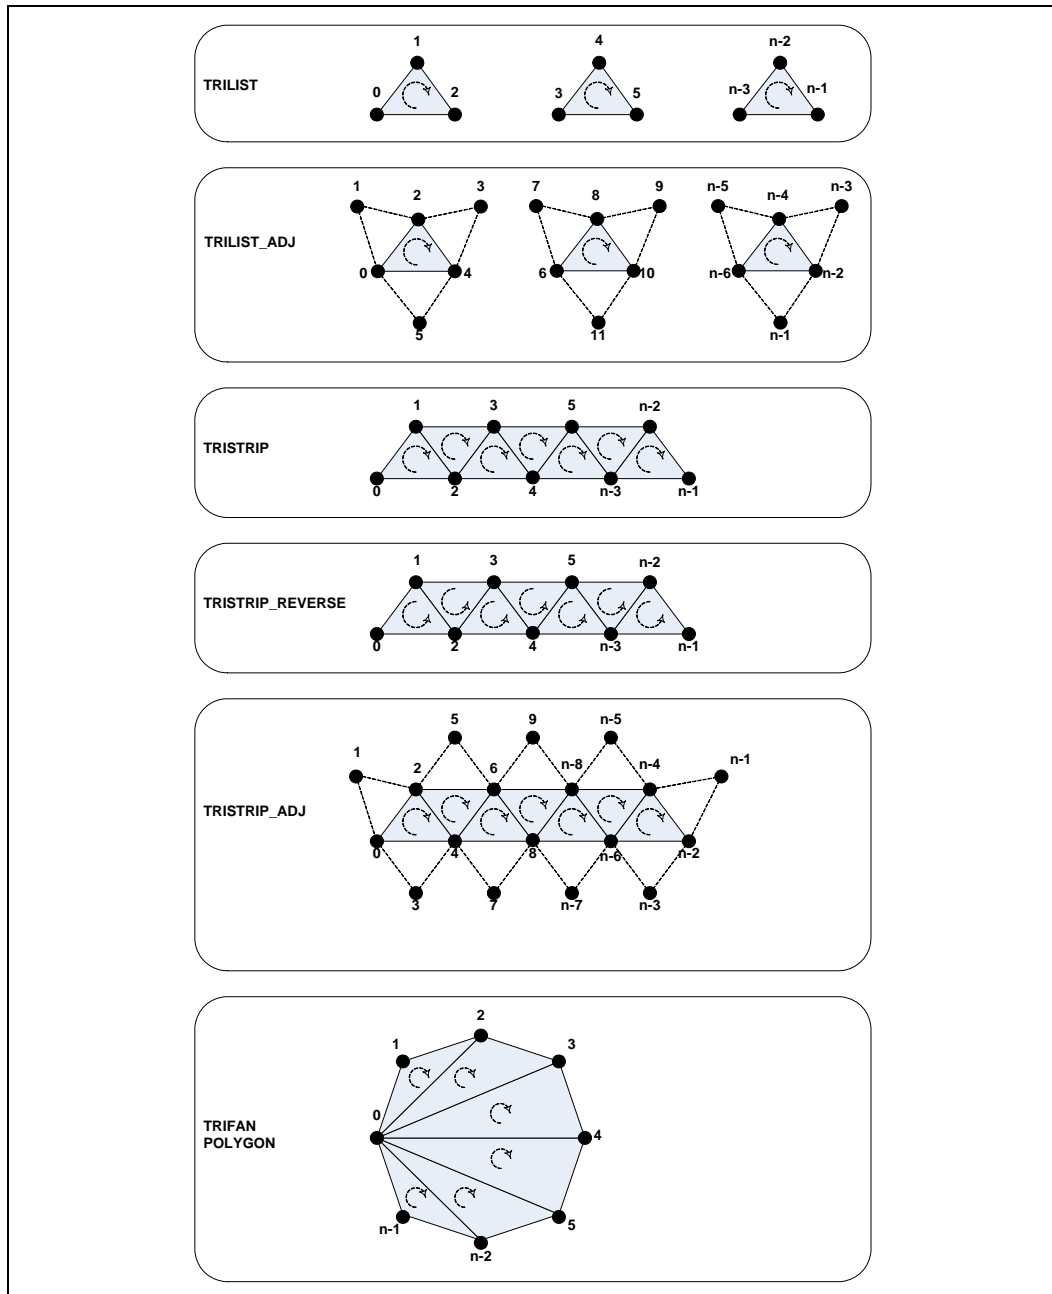 1 4 n-2
TRILIST 0 2 3 5 n-3 n-1
1 2 3 7 8 9 n-5 n-4 n-3
TRILIST_ADJ
0 4 6 10 n-6 n-2
5 11 n-1
1 3 5 n-2
TRISTRIP
0 2 4 n-3 n-1
1 3 5 n-2
TRISTRIP_REVERSE
0 2 4 n-3 n-1
5 9 n-5
1 2 6 n-8 n-4 n-1
TRISTRIP_ADJ
0 4 8 n-6 n-2
3 7 n-7 n-3
2
1 3
0
TRIFAN
POLYGON
4
n-1 5
n-2